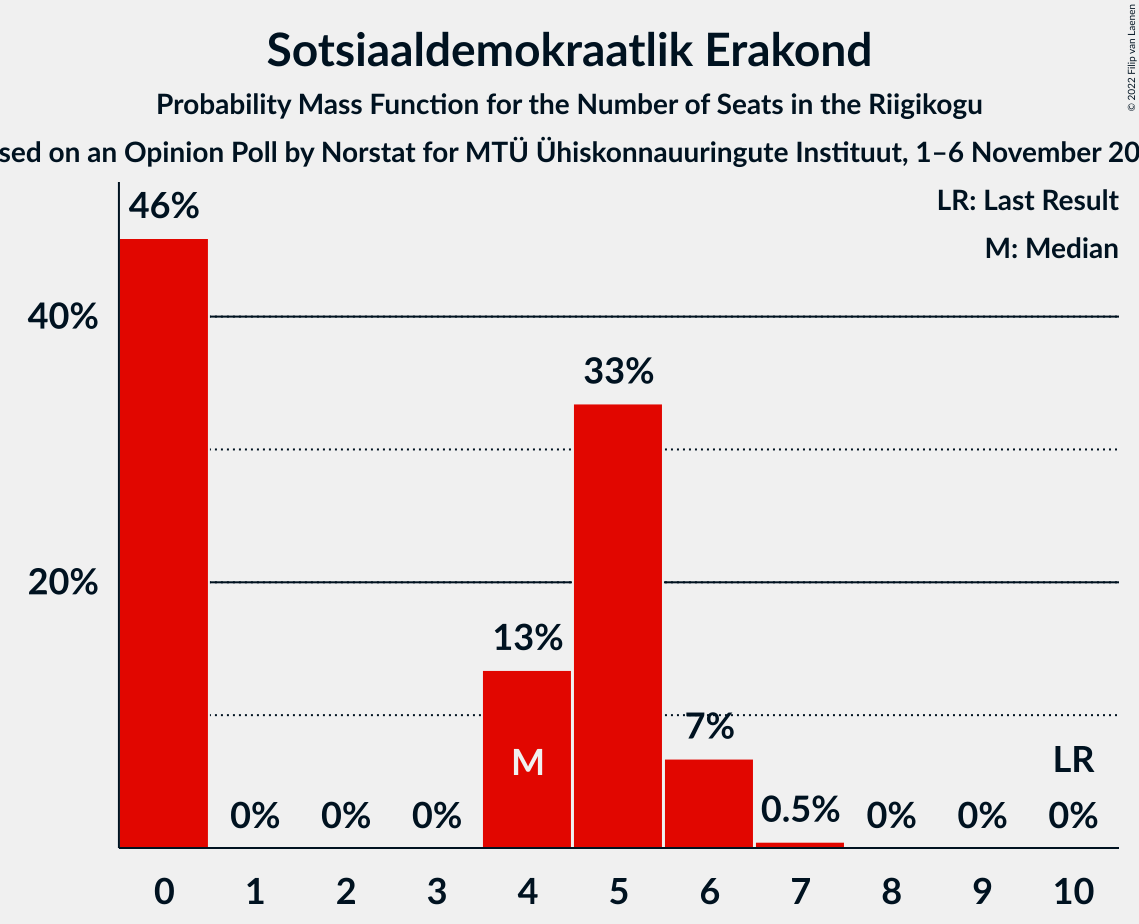 Sotsiaaldemokraatlik Erakond
Probability Mass Function for the Number of Seats in the Riigikogu
sed on an Opinion Poll by Norstat for MTÜ Ühiskonnauuringute Instituut, 1–6 November 20
© 2022 Filip van Laenen
LR: Last Result
M: Median
46%
40%
33%
20%
13%
7%
M
LR
0% 0% 0% 0.5% 0% 0% 0%
0 1 2 3 4 5 6 7 8 9 10